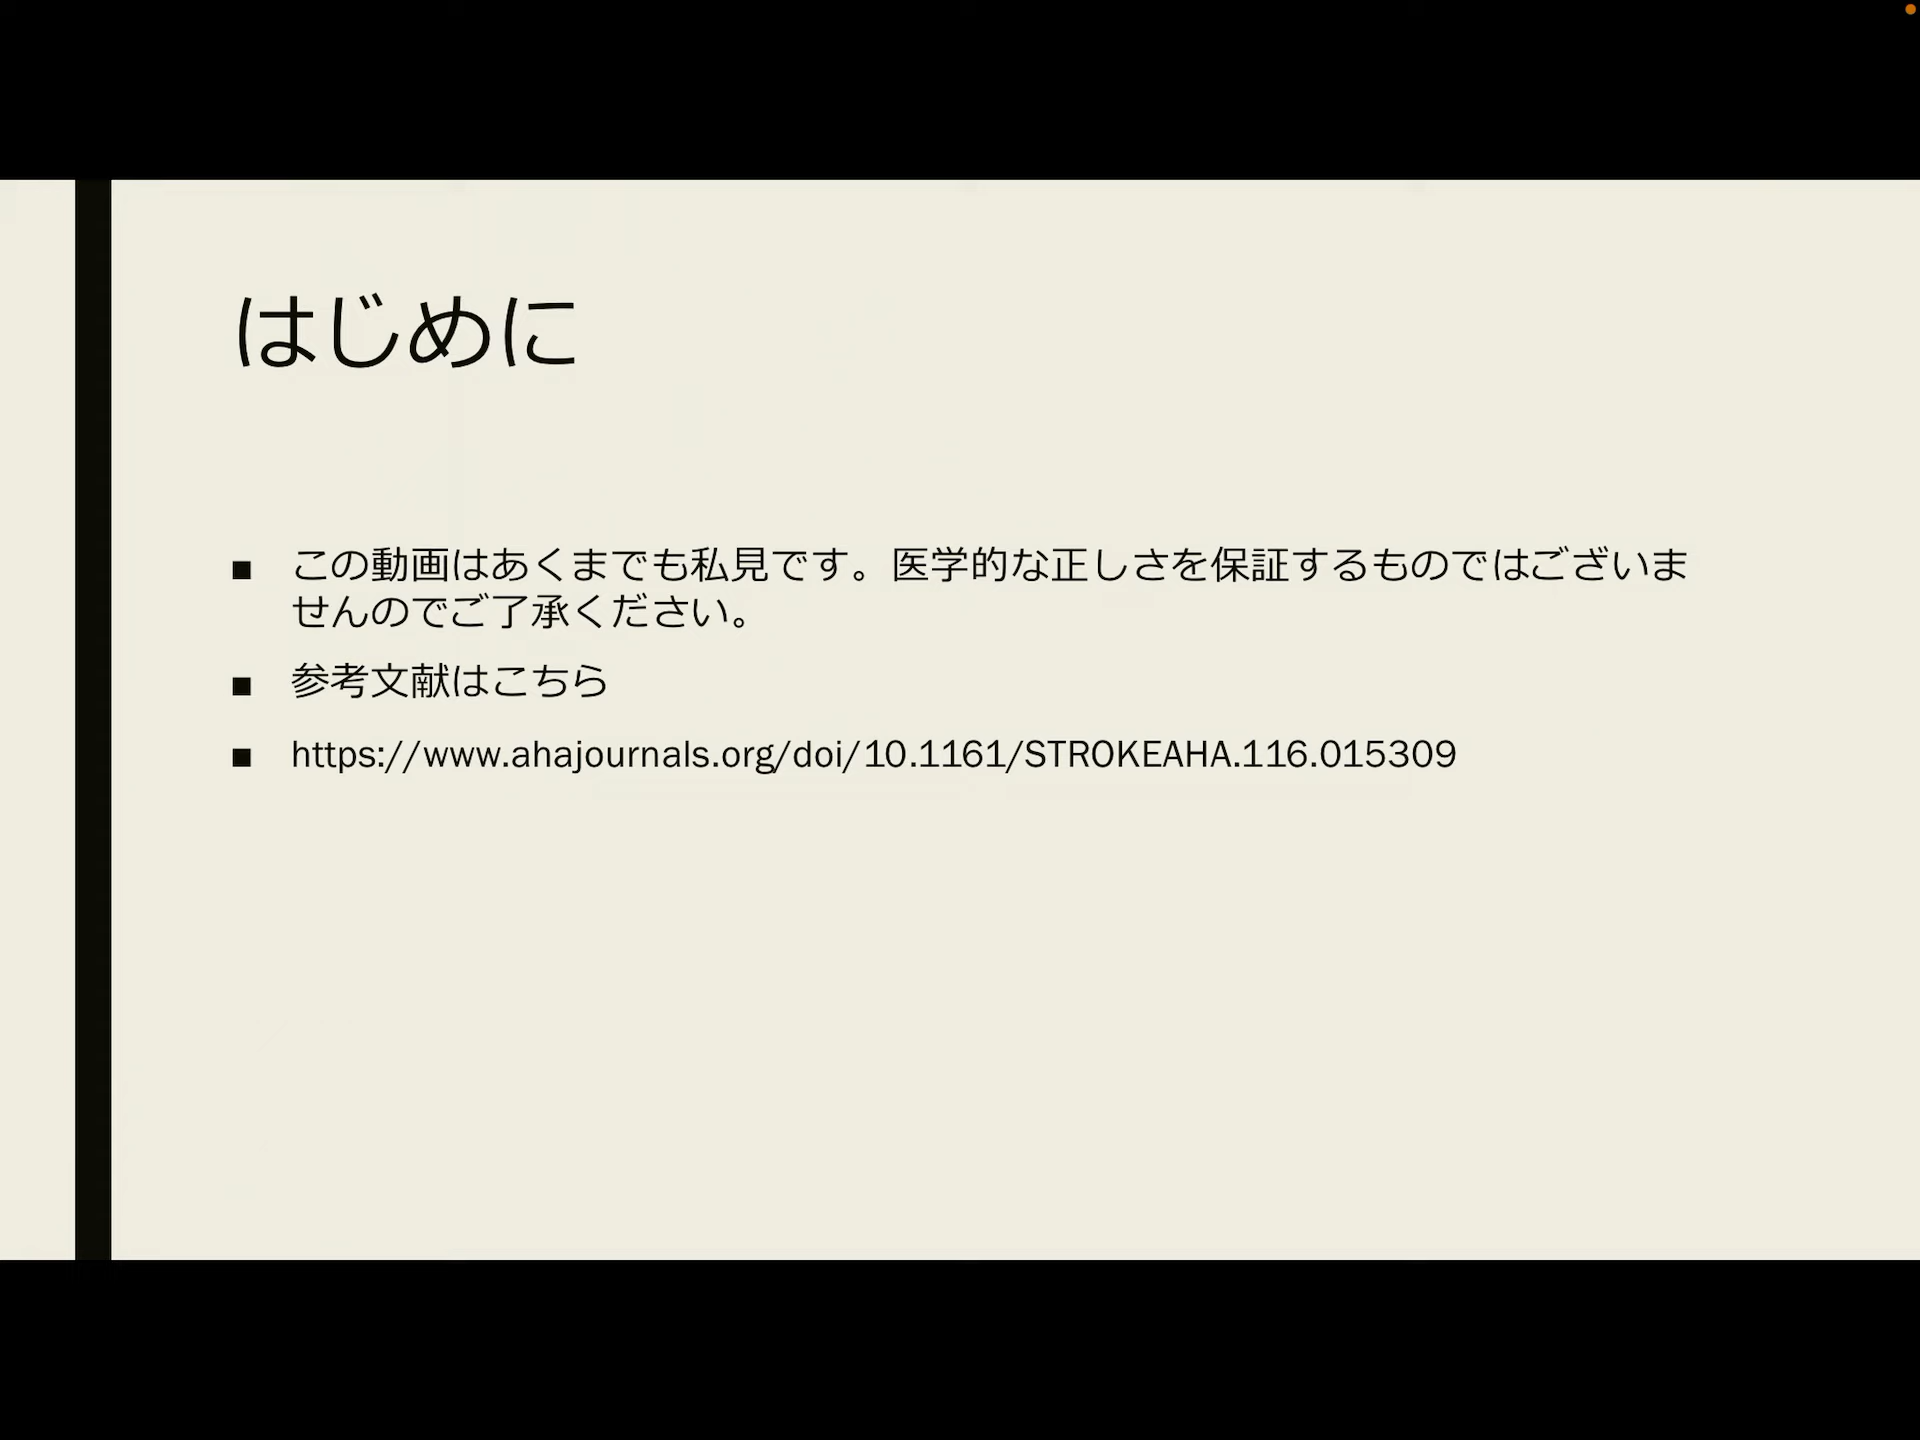 はじめに
■ この動画はあくまでも私見です。医学的な正しさを保証するものではございま
せんのでご了承ください。
■ 参考文献はこちら
■ https://www.ahajournals.org/doi/10.1161/STROKEAHA.116.015309